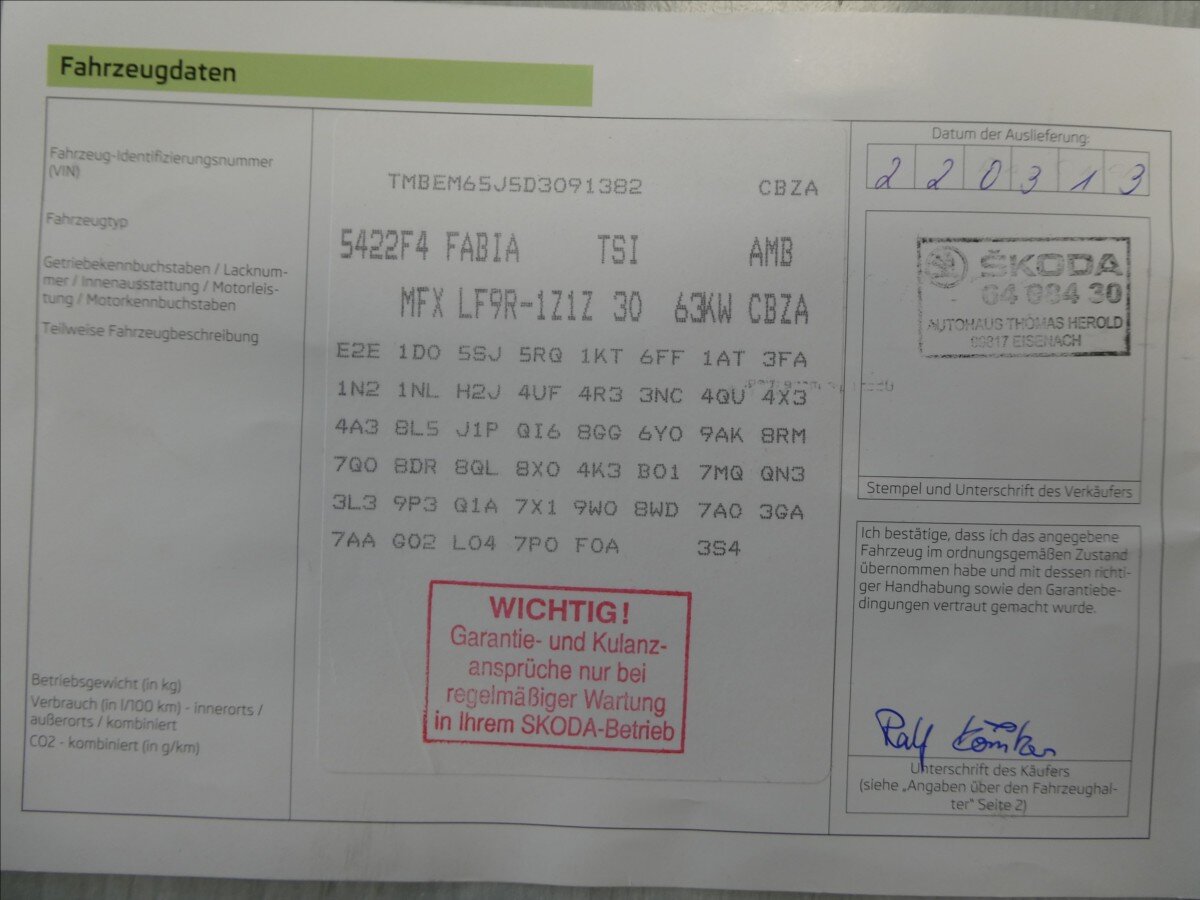 Fahrzeugdaten
Fahrzeug-Identifizierungsnummer
(VIN)
Fahrzeugtyp
Getriebekennbuchstaben / Lacknum-
mer / Innenausstattung / Motorleis-
tung / Motorkennbuchstaben
Teilweise Fahrzeugbeschreibung
Betriebsgewicht (in kg)
Verbrauch (in l/100 km) - innerorts /
außerorts / kombiniert
CO2 - kombiniert (in g/km)
TMBEM65J5D3091382 CBZA
5422F4 FABIA TSI AMB
MFX LF9R-1Z1Z 30 63KW CBZA
E2E 1D0 5SJ 5RQ 1KT 6FF 1AT 3FA
1N2 1NL H2J 4UF 4R3 3NC 4QU 4X3
4A3 8L5 J1P QI6 8GG 6Y0 9AK 8RM
7Q0 8DR 8QL 8X0 4K3 B01 7MQ QN3
3L3 9P3 Q1A 7X1 9W0 8WD 7A0 3GA
7AA G02 L04 7P0 F0A 3S4
WICHTIG!
Garantie- und Kulanz-
ansprüche nur bei
regelmäßiger Wartung
in Ihrem SKODA-Betrieb
Datum der Auslieferung:
2 2 0 3 1 3
ŠKODA
04 084 30
AUTOHAUS THOMAS HEROLD
EISENACH
Stempel und Unterschrift des Verkäufers
Ich bestätige, dass ich das angegebene
Fahrzeug im ordnungsgemäßen Zustand
übernommen habe und mit dessen richti-
ger Handhabung sowie den Garantiebe-
dingungen vertraut gemacht wurde.
Ralf
Unterschrift des Käufers
(siehe „Angaben über den Fahrzeughal-
ter" Seite 2)